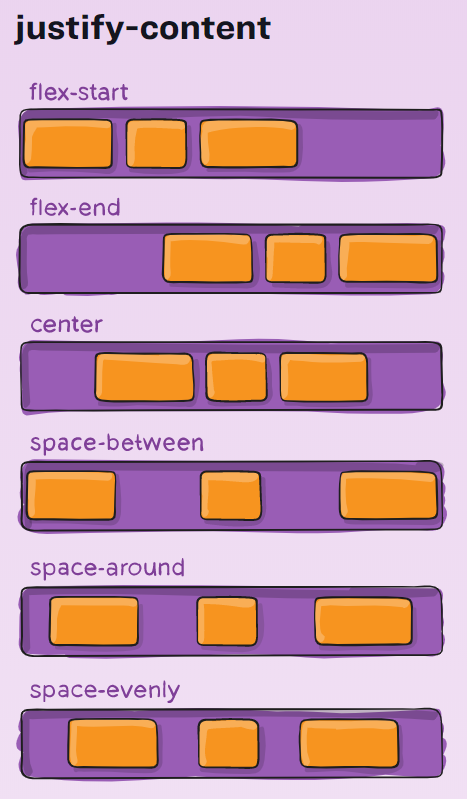 justify-content
flex-start
flex-end
center
space-between
space-around
space-evenly